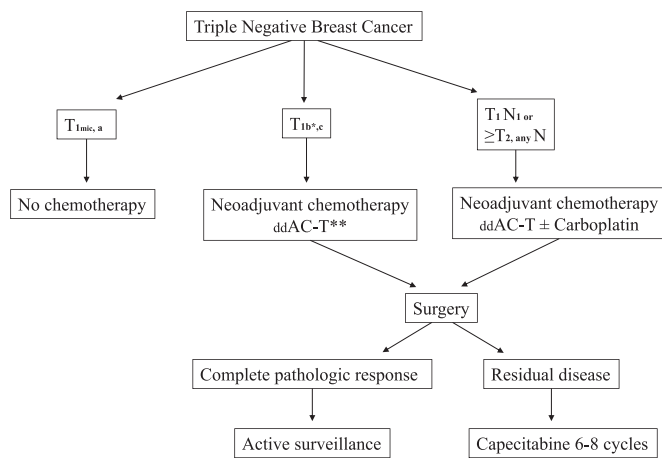 Triple Negative Breast Cancer
T1mic, a
T1b*,c
T1 N1 or
≥T2, any N
No chemotherapy
Neoadjuvant chemotherapy
ddAC-T**
Neoadjuvant chemotherapy
ddAC-T ± Carboplatin
Surgery
Complete pathologic response
Residual disease
Active surveillance
Capecitabine 6-8 cycles